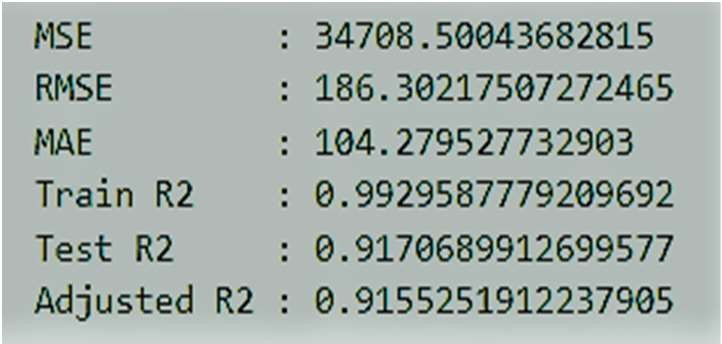 MSE : 34708.50043682815
RMSE : 186.30217507272465
MAE : 104.279527732903
Train R2 : 0.9929587779209692
Test R2 : 0.9170689912699577
Adjusted R2 : 0.9155251912237905